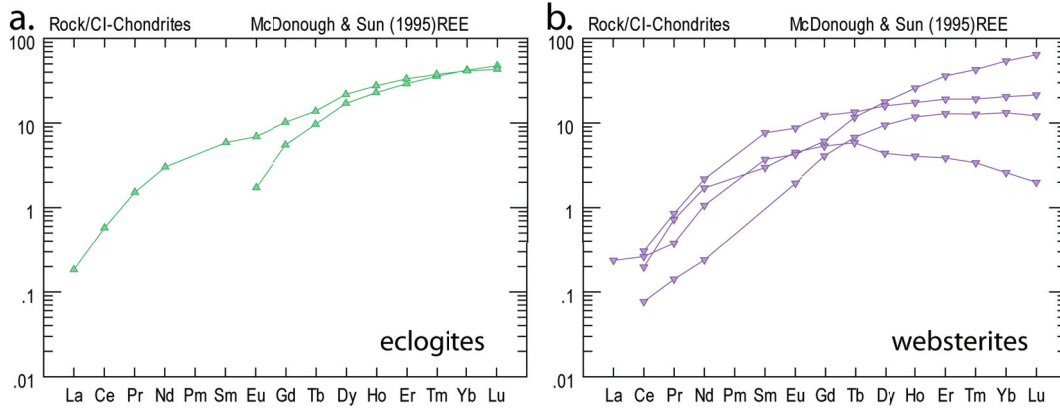 a.
Rock/CI-Chondrites McDonough & Sun (1995)REE
100
10
1
.1
.01
eclogites
La Ce Pr Nd Pm Sm Eu Gd Tb Dy Ho Er Tm Yb Lu
b.
Rock/CI-Chondrites McDonough & Sun (1995)REE
100
10
1
.1
.01
websterites
La Ce Pr Nd Pm Sm Eu Gd Tb Dy Ho Er Tm Yb Lu